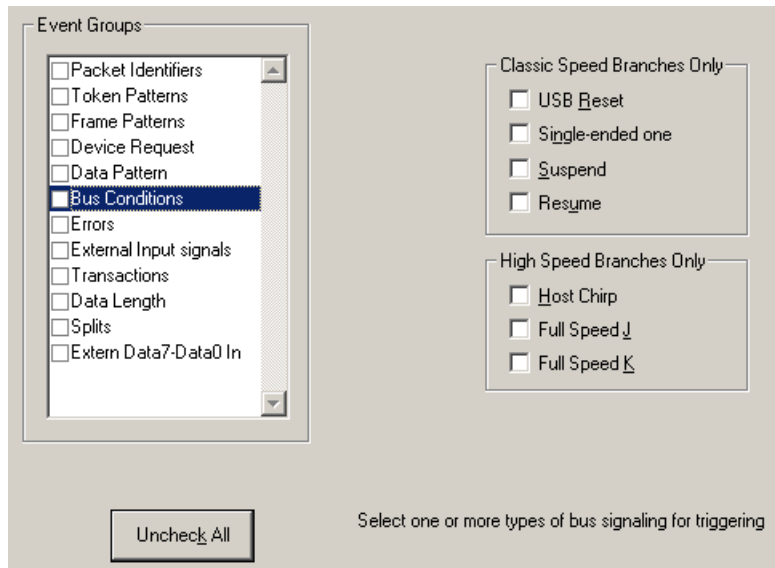 Event Groups
Packet Identifiers
Token Patterns
Frame Patterns
Device Request
Data Pattern
Bus Conditions
Errors
External Input signals
Transactions
Data Length
Splits
Extern Data7-Data0 In
Uncheck All
Classic Speed Branches Only
USB Reset
Single-ended one
Suspend
Resume
High Speed Branches Only
Host Chirp
Full Speed J
Full Speed K
Select one or more types of bus signaling for triggering